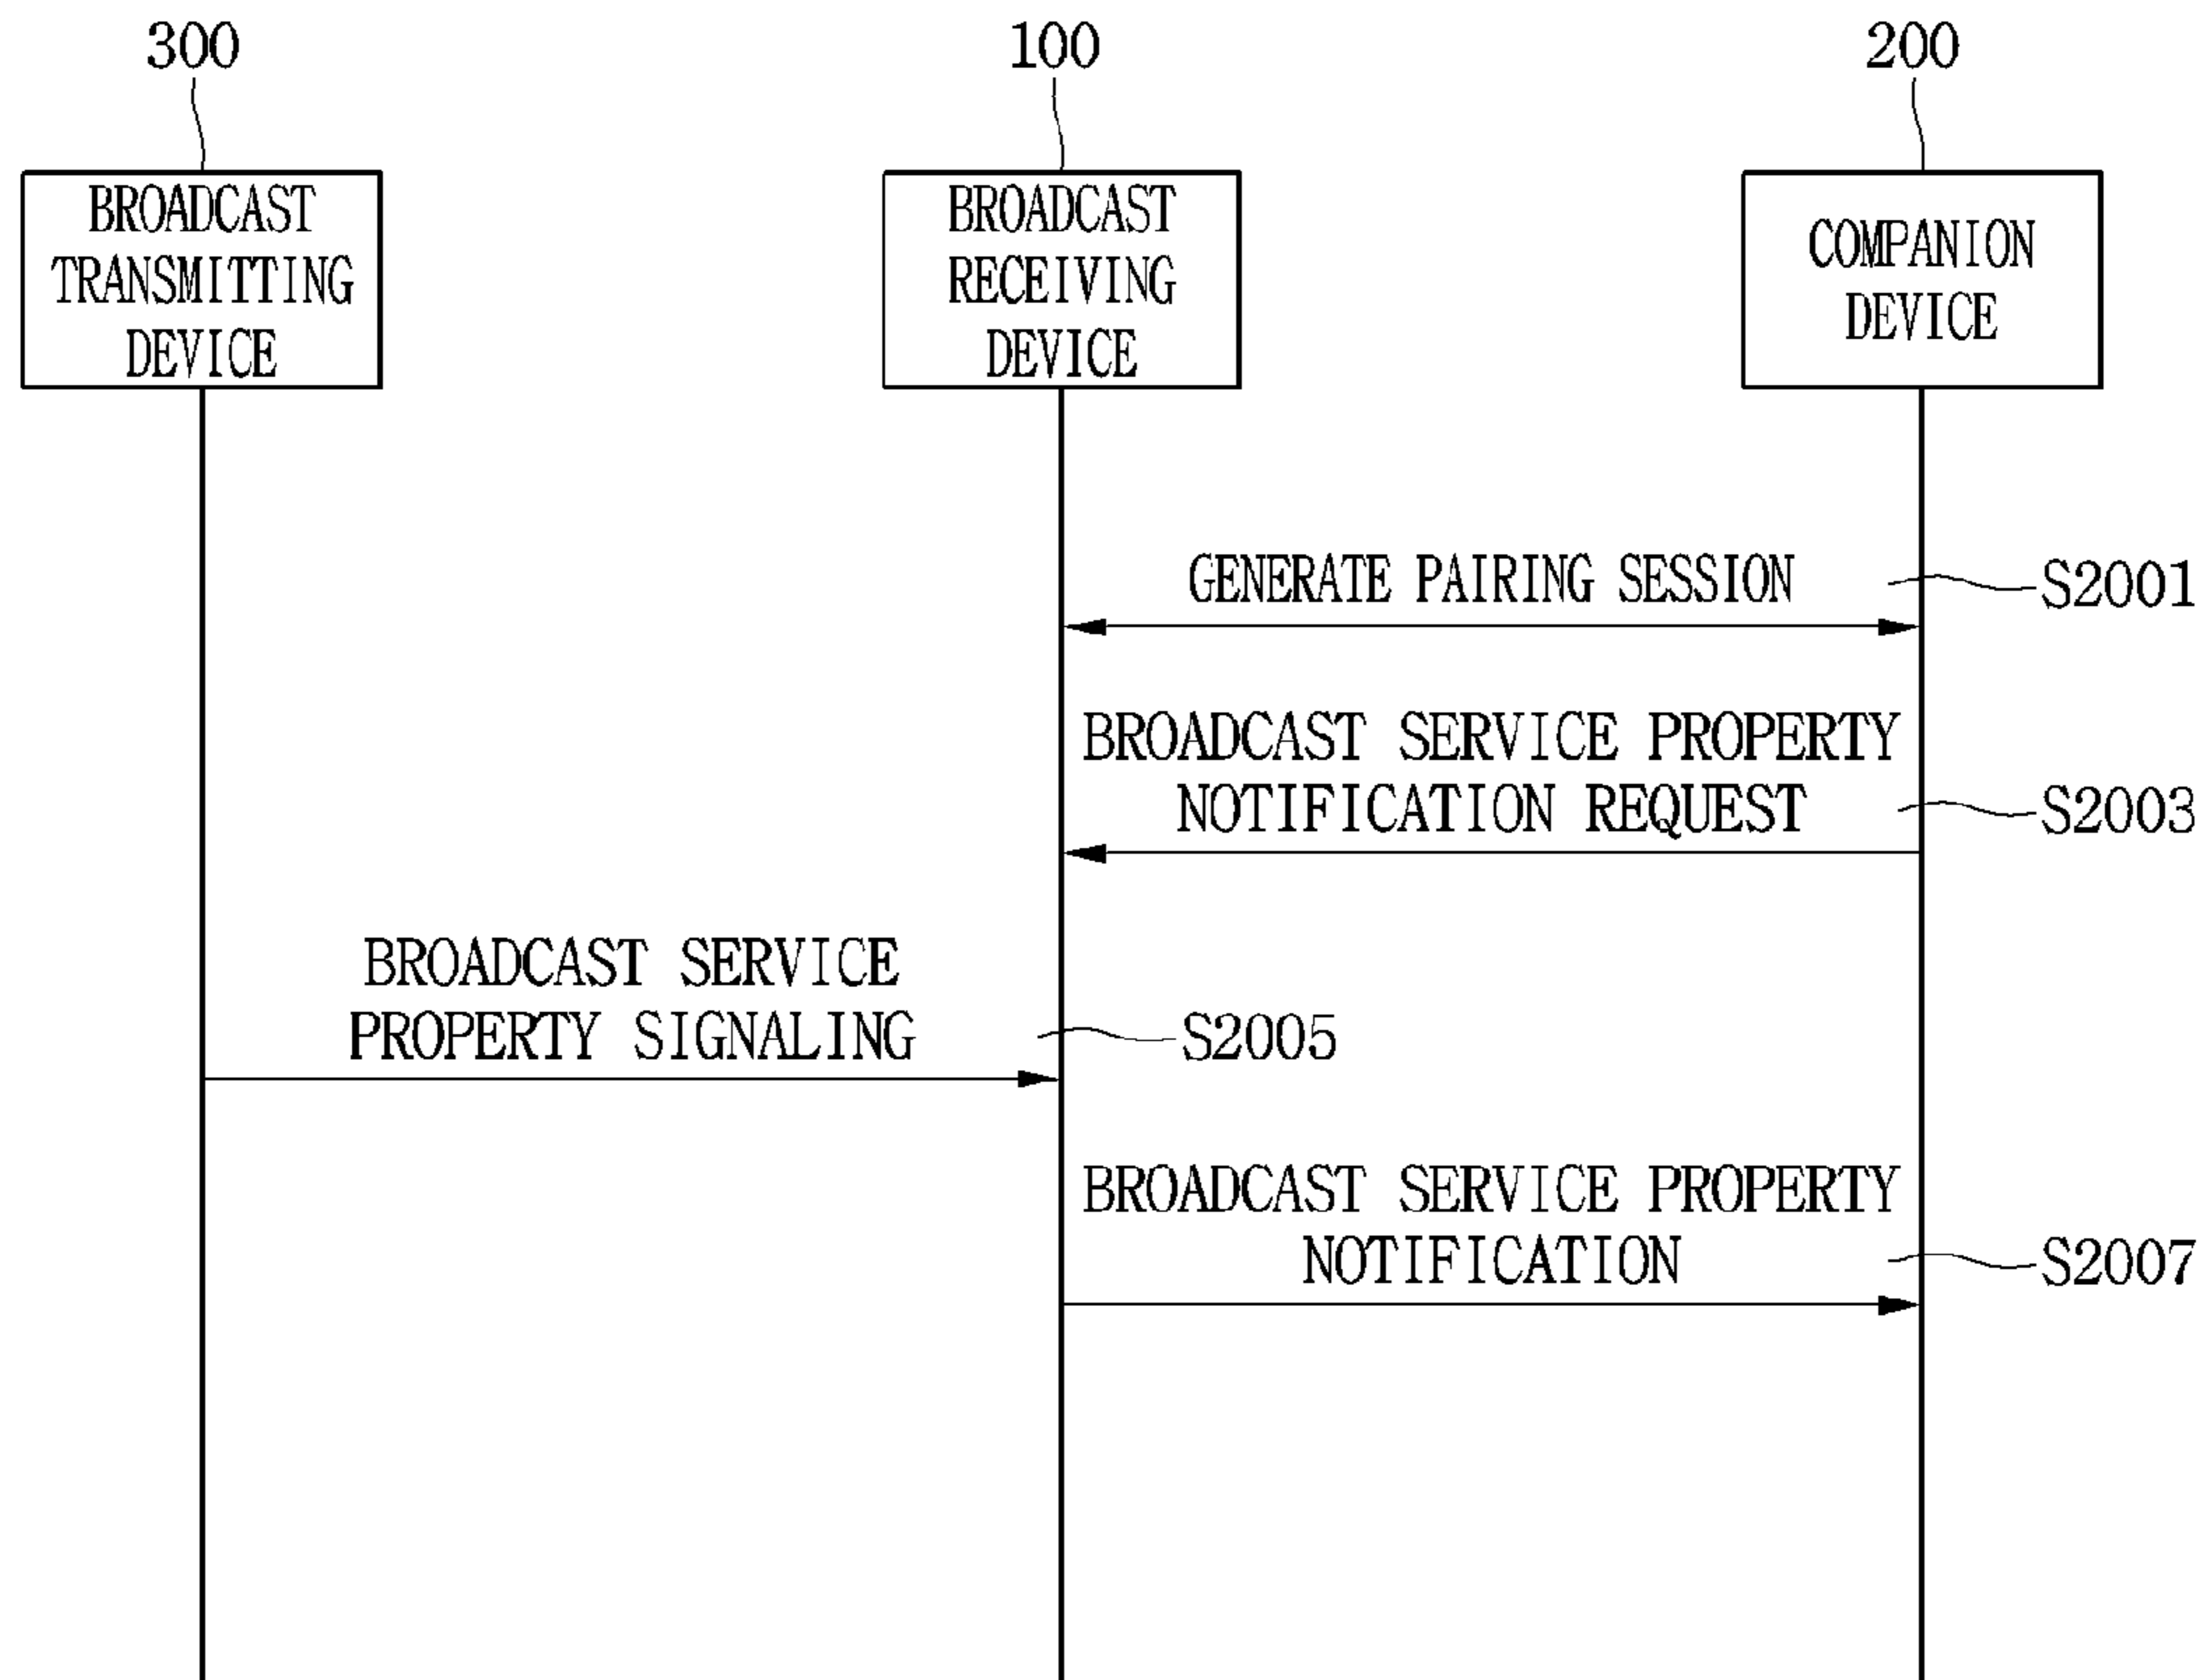 300
100
200
BROADCAST
TRANSMITTING
DEVICE
BROADCAST
RECEIVING
DEVICE
COMPANION
DEVICE
GENERATE PAIRING SESSION
S2001
BROADCAST SERVICE PROPERTY
NOTIFICATION REQUEST
S2003
BROADCAST SERVICE
PROPERTY SIGNALING
S2005
BROADCAST SERVICE PROPERTY
NOTIFICATION
S2007